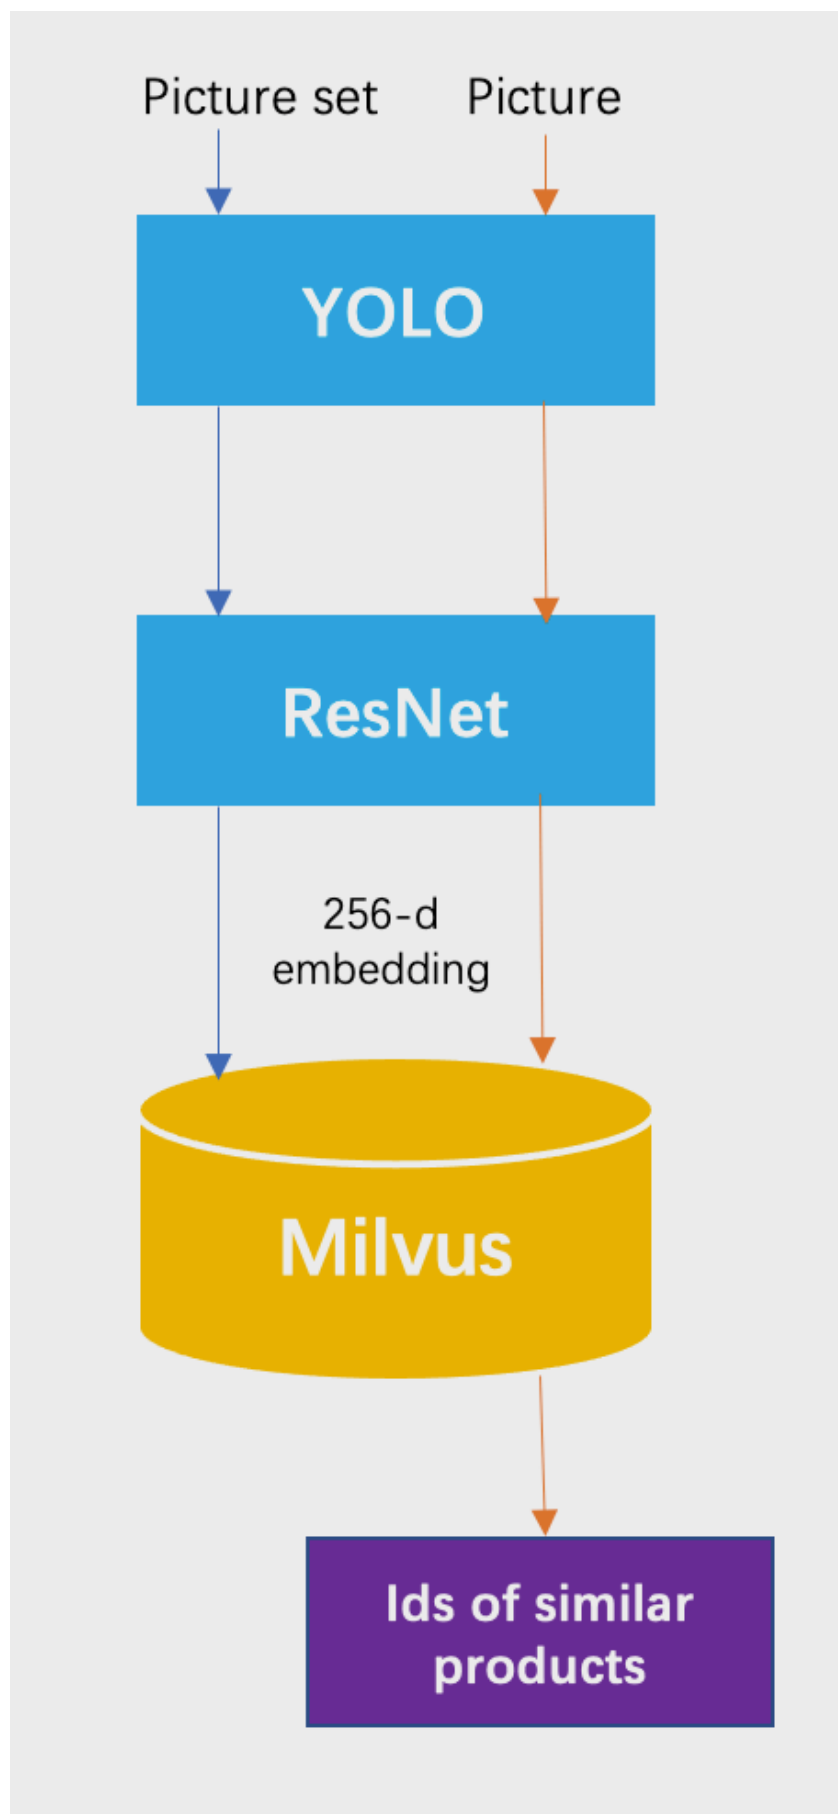 Picture set
Picture
YOLO
ResNet
256-d
embedding
Milvus
Ids of similar
products